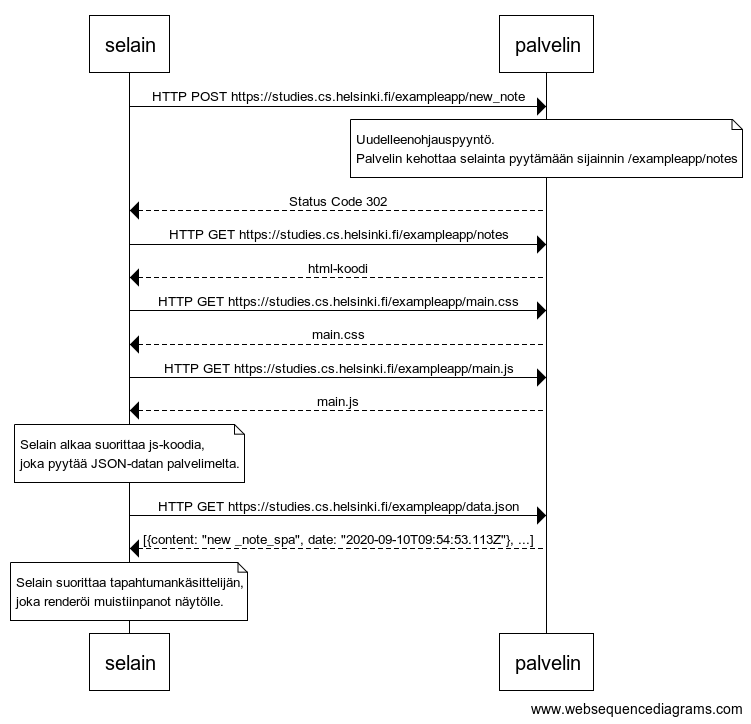 selain palvelin
HTTP POST https://studies.cs.helsinki.fi/exampleapp/new_note
Uudelleenohjauspyyntö.
Palvelin kehottaa selainta pyytämään sijainnin /exampleapp/notes
Status Code 302
HTTP GET https://studies.cs.helsinki.fi/exampleapp/notes
html-koodi
HTTP GET https://studies.cs.helsinki.fi/exampleapp/main.css
main.css
HTTP GET https://studies.cs.helsinki.fi/exampleapp/main.js
main.js
Selain alkaa suorittaa js-koodia,
joka pyytää JSON-datan palvelimelta.
HTTP GET https://studies.cs.helsinki.fi/exampleapp/data.json
[{content: "new _note_spa", date: "2020-09-10T09:54:53.113Z"}, ...]
Selain suorittaa tapahtumankäsittelijän,
joka renderöi muistiinpanot näytölle.
selain palvelin
www.websequencediagrams.com